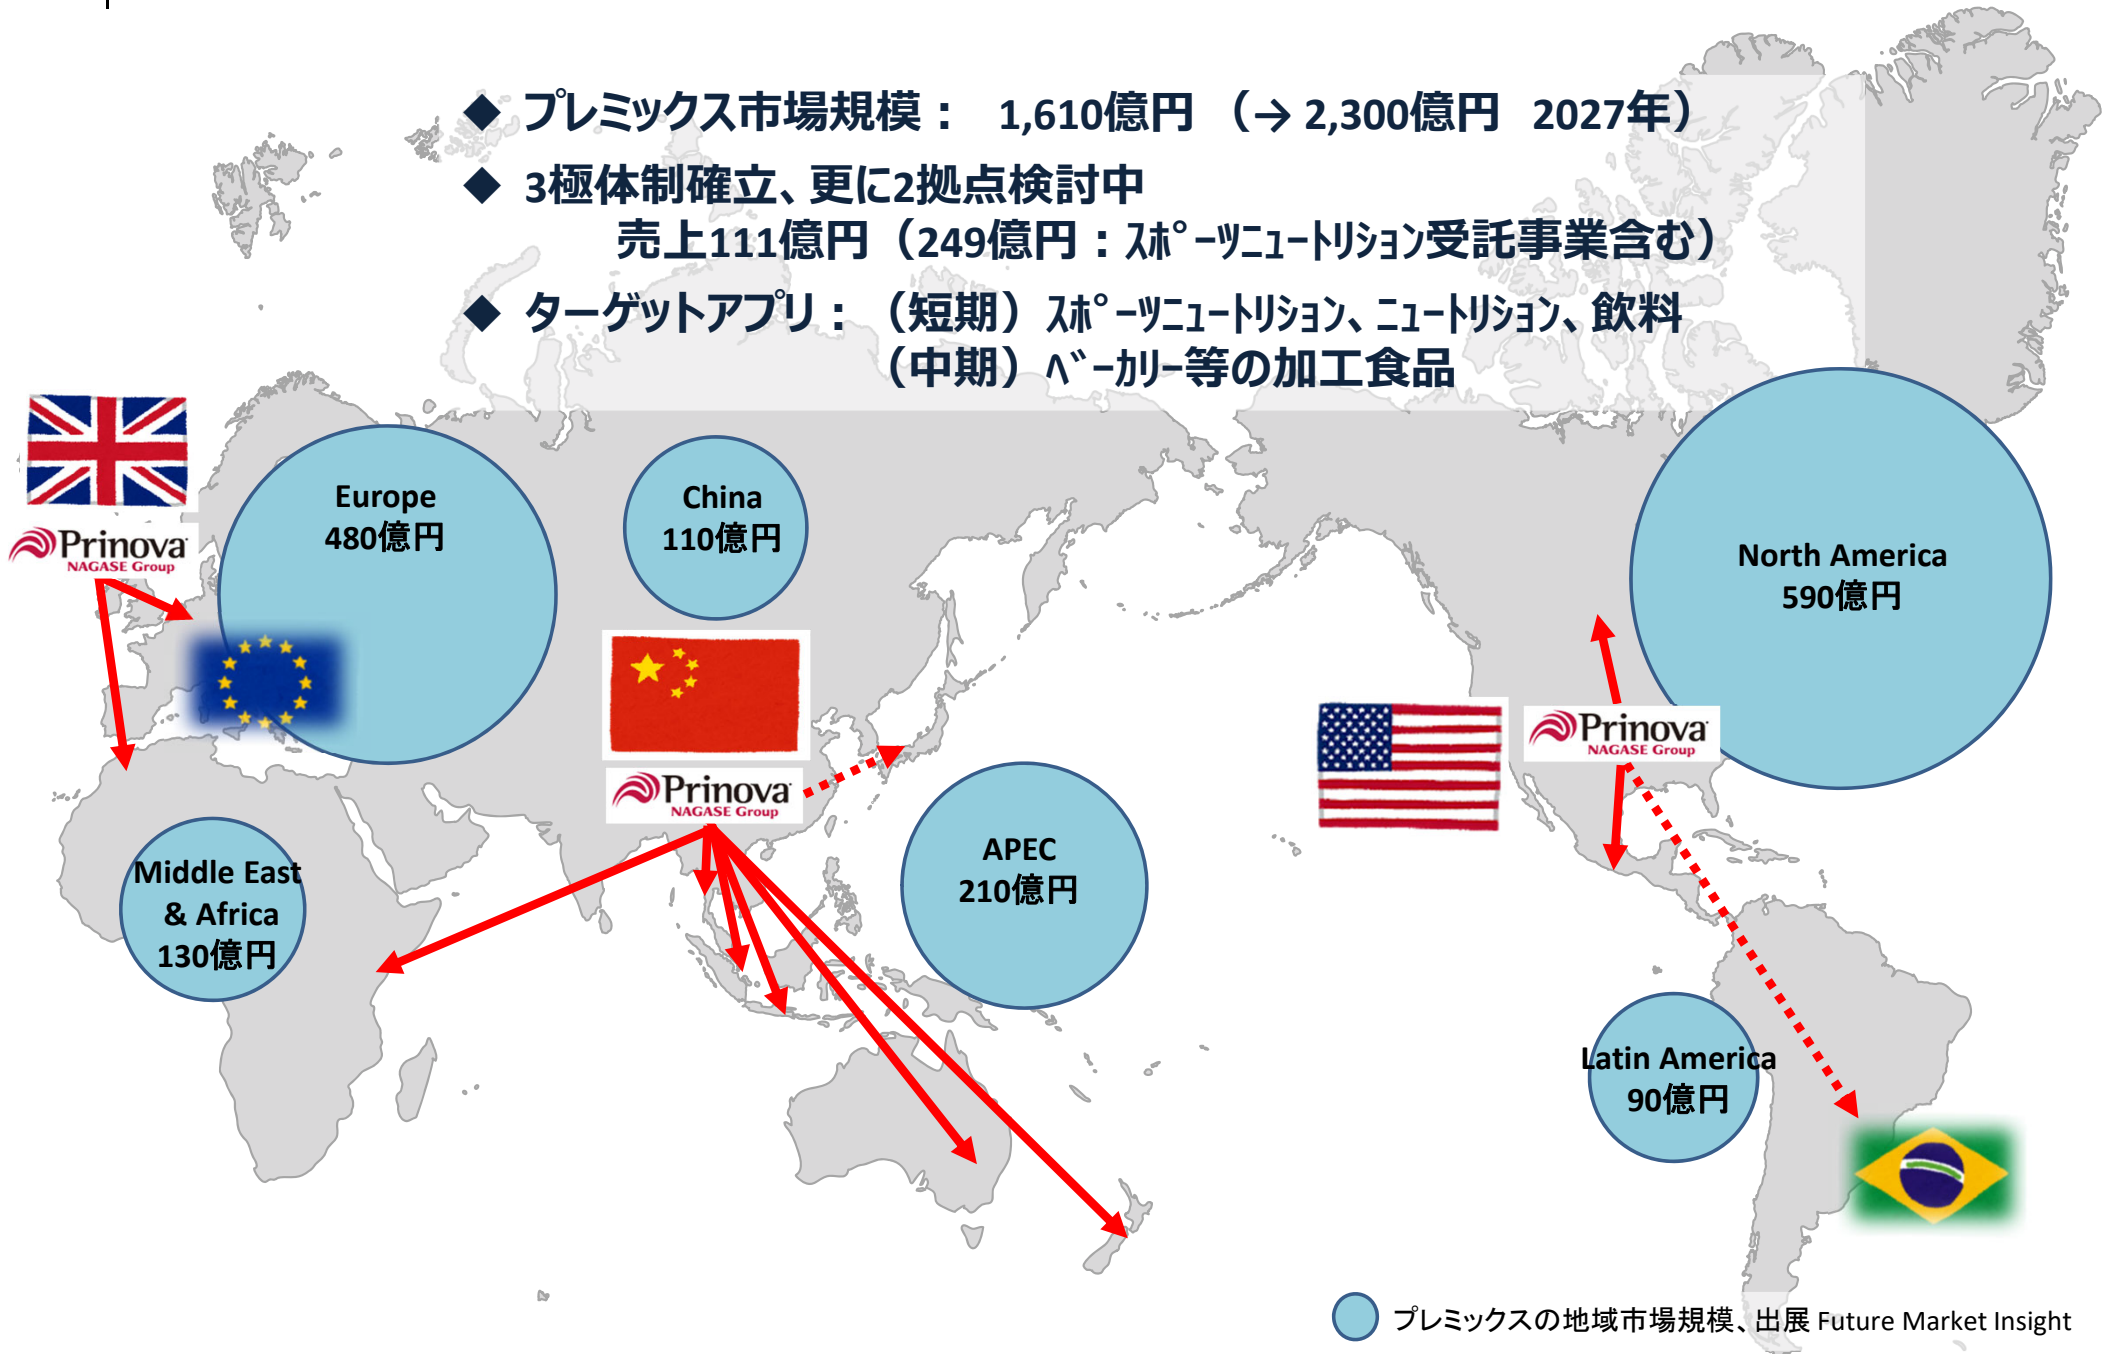 ◆ プレミックス市場規模： 1,610億円 （→ 2,300億円 2027年）
◆ 3極体制確立、更に2拠点検討中
売上111億円（249億円：ｽﾎﾟｰﾂﾆｭｰﾄﾘｼｮﾝ受託事業含む）
◆ ターゲットアプリ：（短期）ｽﾎﾟｰﾂﾆｭｰﾄﾘｼｮﾝ、ﾆｭｰﾄﾘｼｮﾝ、飲料
（中期）ﾍﾞｰｶﾘｰ等の加工食品
Prinova
NAGASE Group
Europe
480億円
China
110億円
North America
590億円
Prinova
NAGASE Group
Prinova
NAGASE Group
Middle East
& Africa
130億円
APEC
210億円
Latin America
90億円
プレミックスの地域市場規模、出展 Future Market Insight